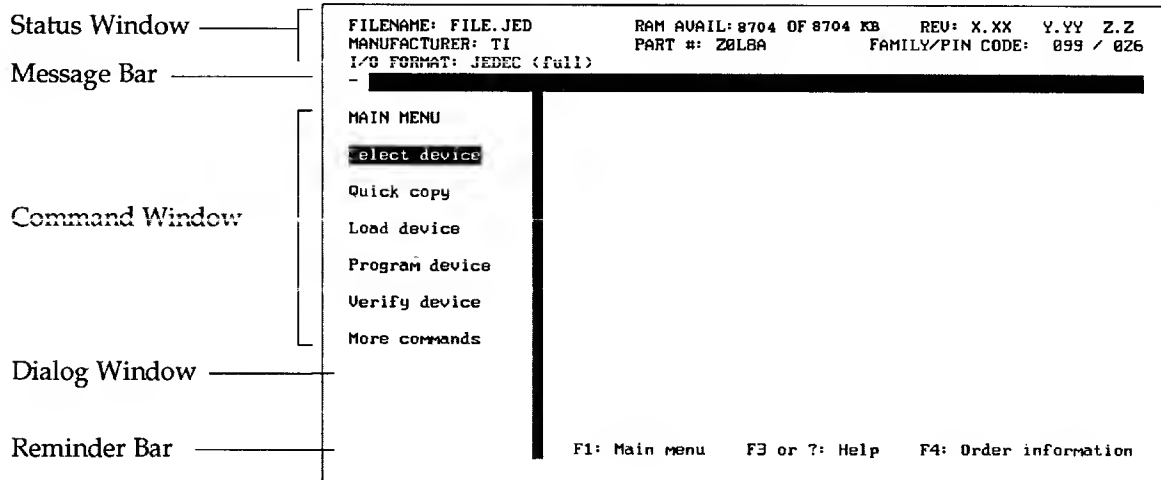 Status Window
FILENAME: FILE.JED RAM AVAIL: 8704 OF 8704 KB REV: X.XX Y.YY Z.Z
MANUFACTURER: TI PART #: Z0L8A FAMILY/PIN CODE: 099 / 026
I/O FORMAT: JEDEC (full)
Message Bar
MAIN MENU
elect device
Quick copy
Command Window
Load device
Program device
Verify device
More commands
Dialog Window
Reminder Bar
F1: Main menu F3 or ?: Help F4: Order information